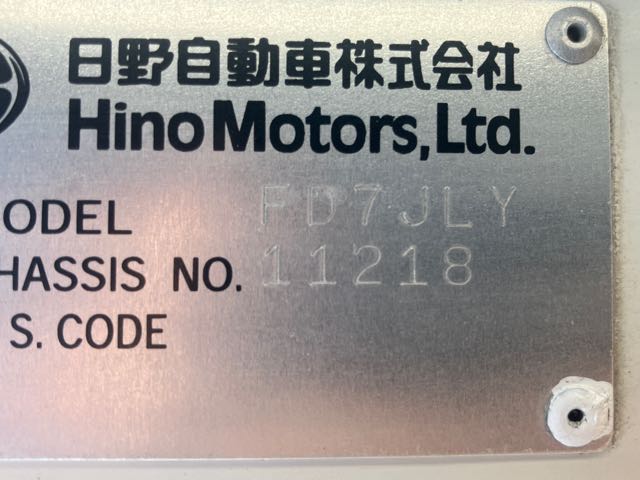 日野自動車株式会社
Hino Motors, Ltd.
ODEL FD7JLY
HASSIS NO. 11218
S. CODE